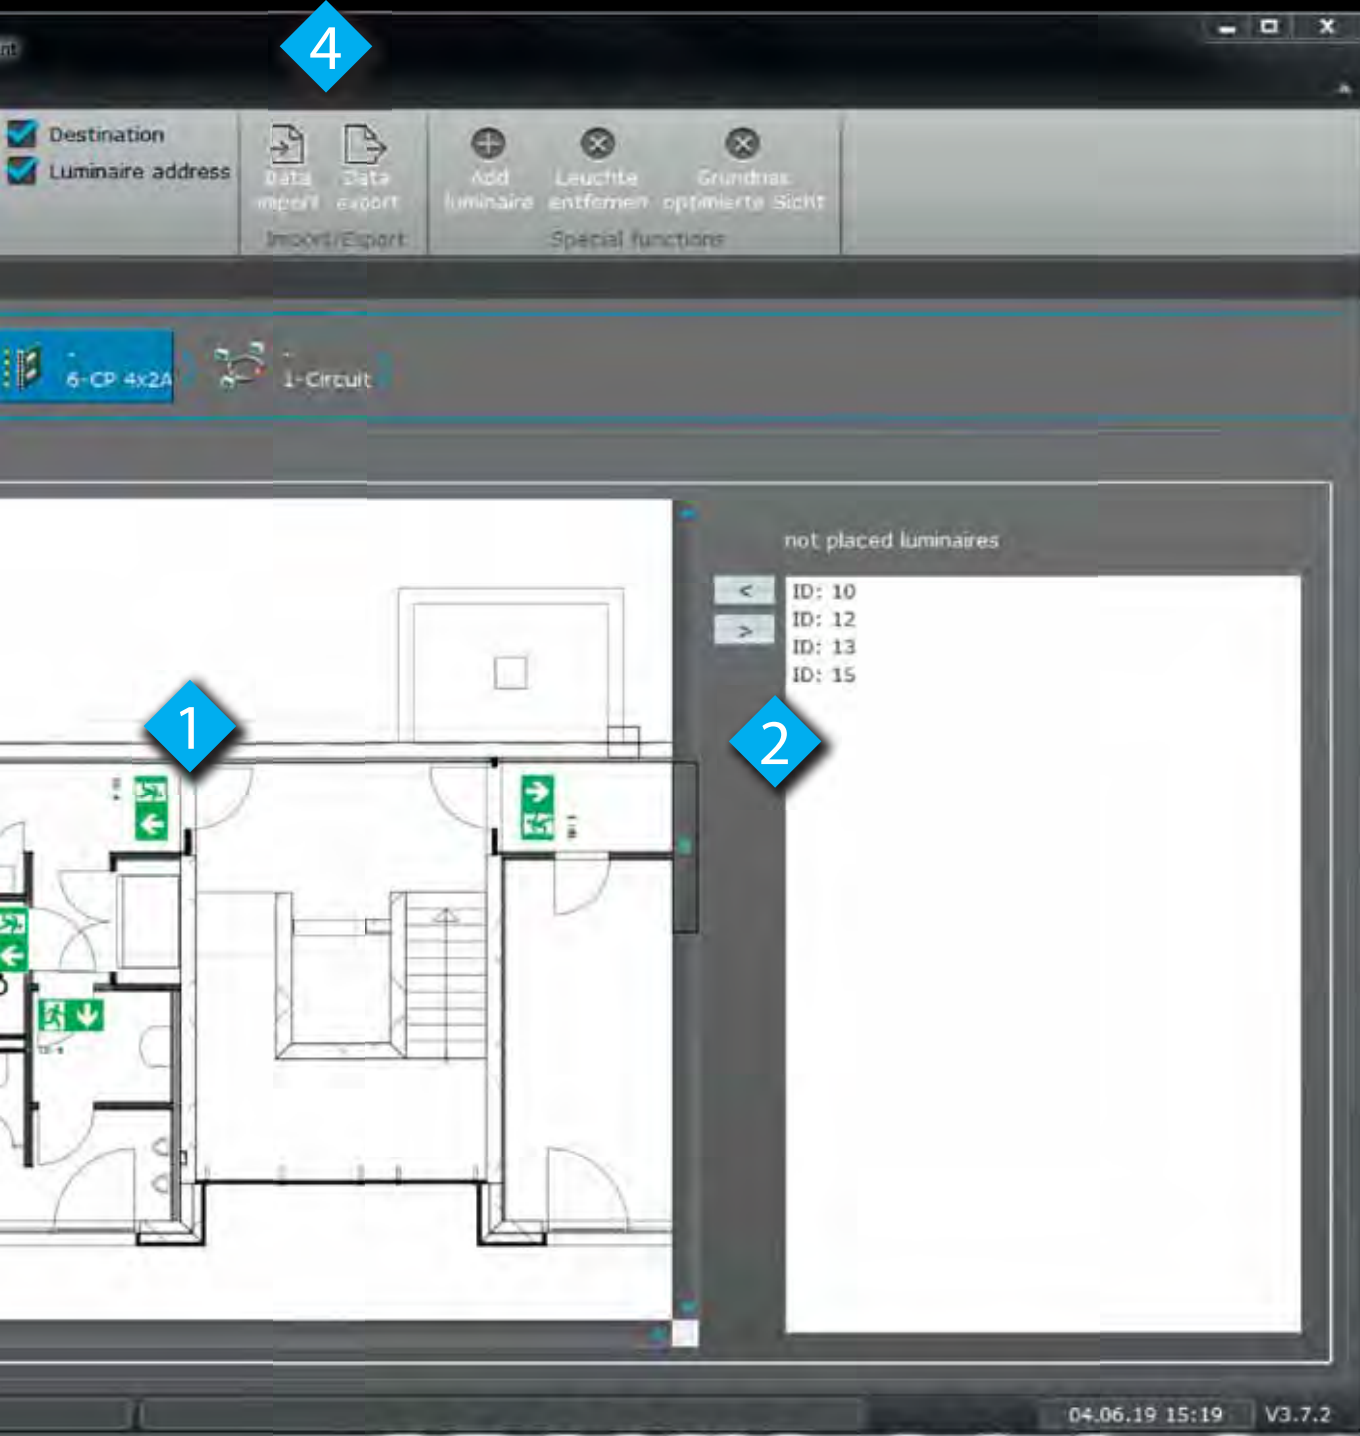 4
Destination
Luminaire address
Data import
Data export
Add luminaire
Leuchte entfernen
Grundriss optimierte Sicht
Import/Export
Special functions
-
6-CP 4x2A
-
1-Circuit
not placed luminaires
<
>
ID: 10
ID: 12
ID: 13
ID: 15
1
2
04.06.19 15:19
V3.7.2